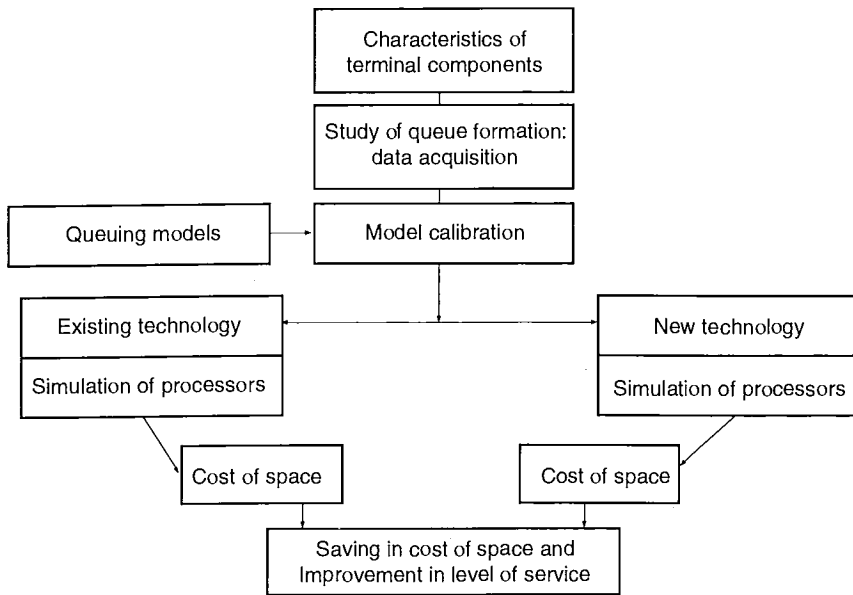 Characteristics of
terminal components
Study of queue formation:
data acquisition
Queuing models
Model calibration
Existing technology
New technology
Simulation of processors
Simulation of processors
Cost of space
Cost of space
Saving in cost of space and
Improvement in level of service